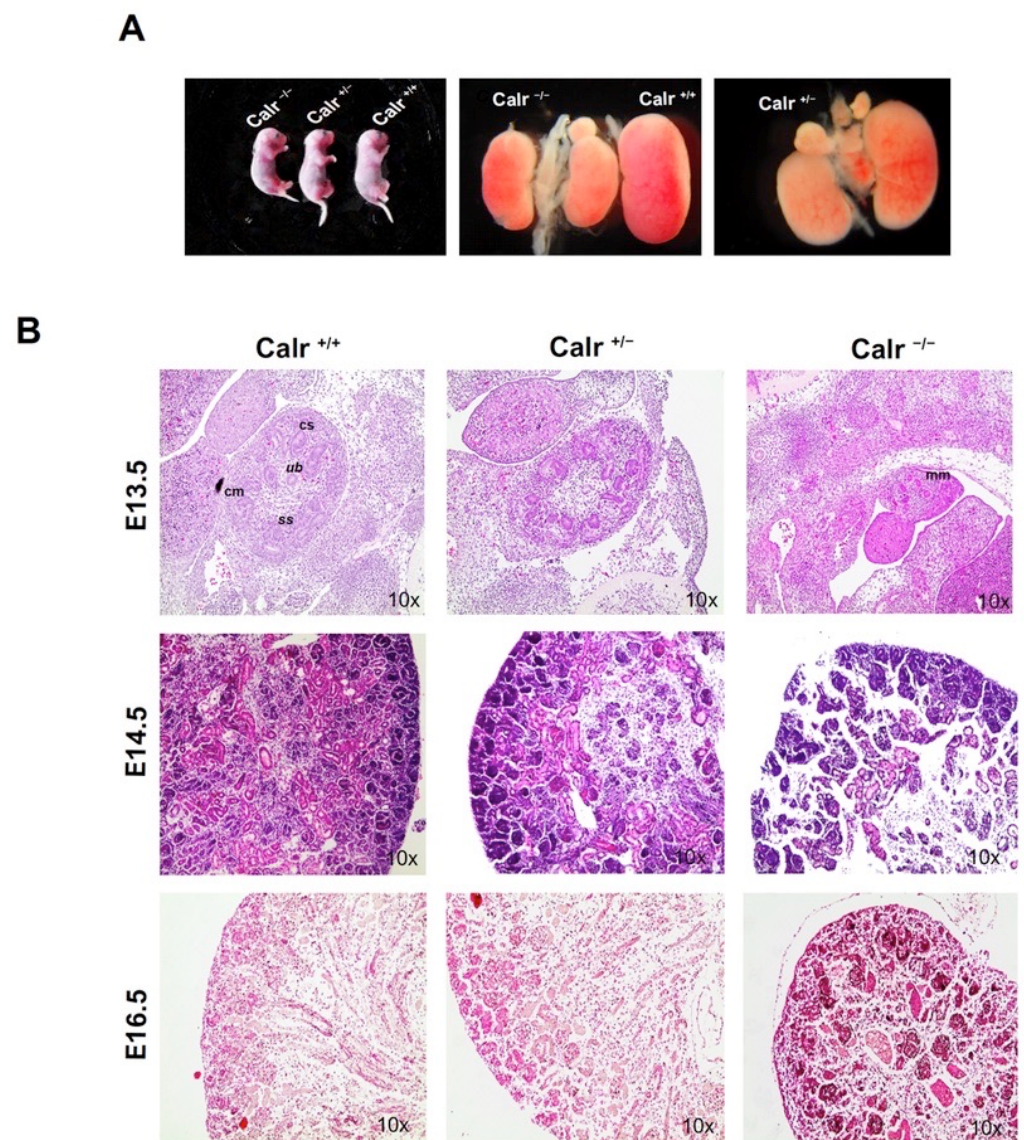 A
Calr −/−
Calr +/−
Calr +/+
Calr −/−
Calr +/+
Calr +/−
B
Calr +/+
Calr +/−
Calr −/−
E13.5
cs
ub
cm
ss
10x
10x
mm
10x
E14.5
10x
10x
10x
E16.5
10x
10x
10x